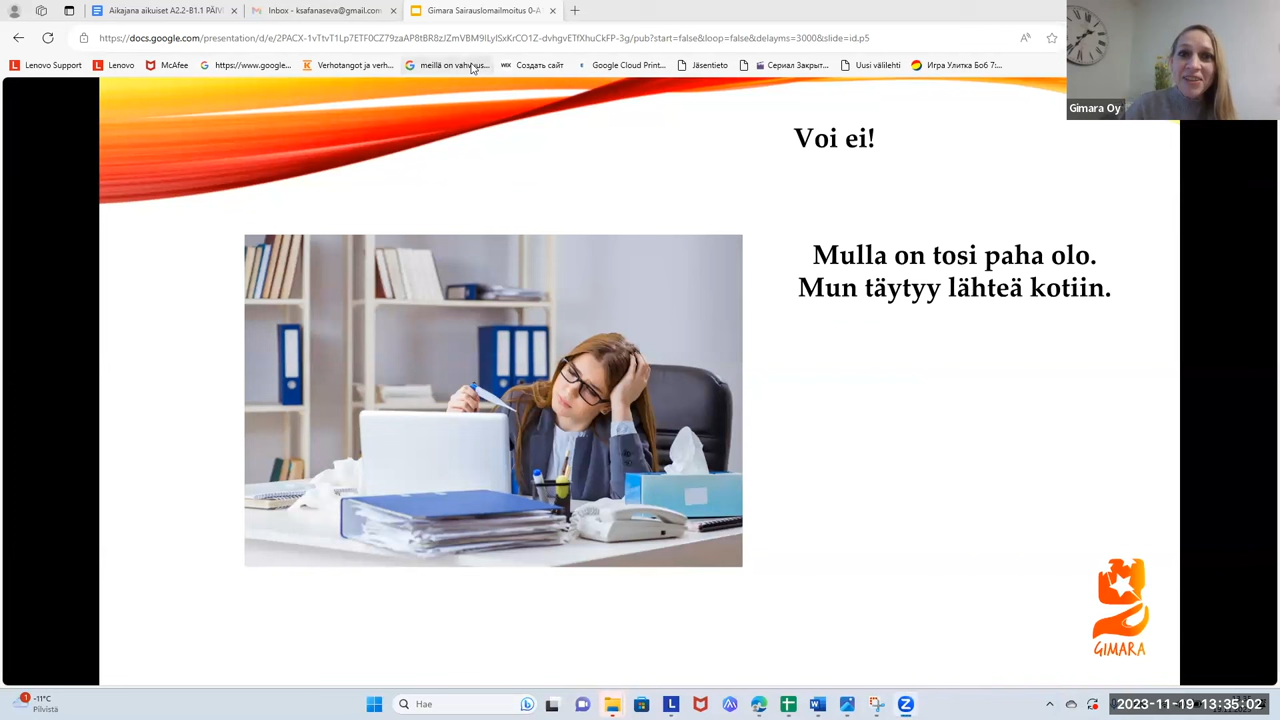 Aikajana aikuiset A2.2-B1.1 PÄIV
Inbox - ksafanaseva@gmail.com
Gimara Sairauslomailmoitus 0-A
https://docs.google.com/presentation/d/e/2PACX-1vTtvT1Lp7ETF0CZ79zaAP8tBR8zJZmVBM9ILyISxKrCO1Z-dvhgvETfXhuCkFP-3g/pub?start=false&loop=false&delayms=3000&slide=id.p5
Lenovo Support
Lenovo
McAfee
https://www.google...
Verhotangot ja verh...
meillä on vahvuus...
Создать сайт
Google Cloud Print...
Jäsentieto
Сериал Закрыт...
Uusi välilehti
Игра Улитка Боб 7:...
Gimara Oy
Voi ei!
Mulla on tosi paha olo.
Mun täytyy lähteä kotiin.
GIMARA
1
-11°C
Pilvistä
Hae
2023-11-19 13:35:02